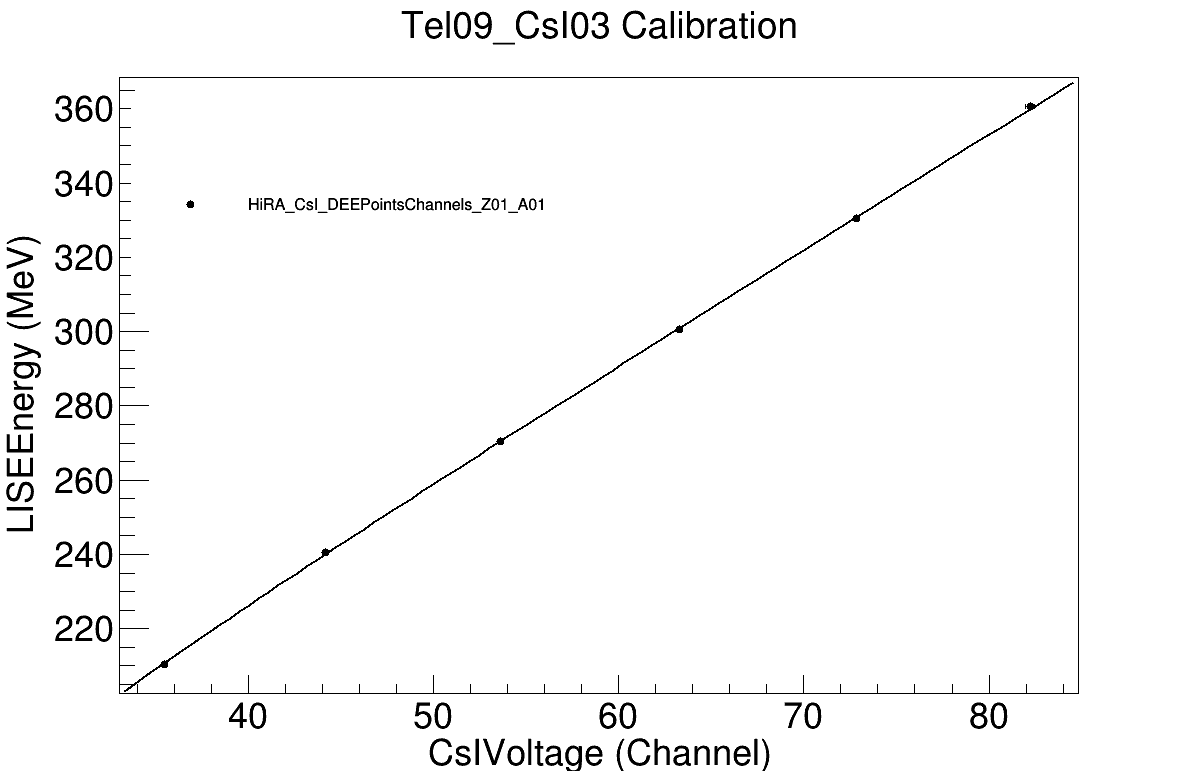 Tel09_CsI03 Calibration
LISEEnergy (MeV)
360
340
320
300
280
260
240
220
HiRA_CsI_DEEPointsChannels_Z01_A01
40 50 60 70 80
CsIVoltage (Channel)